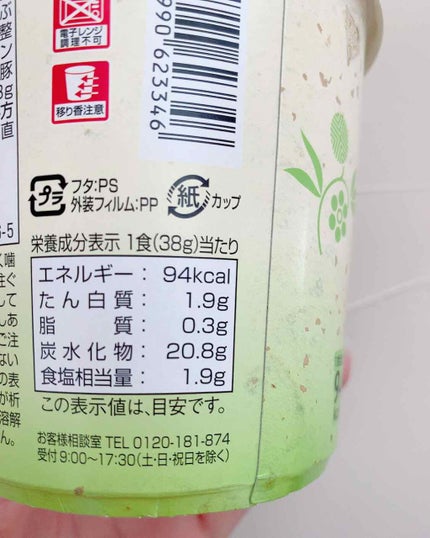 電子レンジ
調理不可
移り香注意
990 623346
プラ
フタ:PS
外装フィルム:PP
紙
カップ
栄養成分表示 1食(38g)当たり
エネルギー: 94kcal
たん白質: 1.9g
脂質: 0.3g
炭水化物: 20.8g
食塩相当量: 1.9g
この表示値は、目安です。
お客様相談室 TEL 0120-181-874
受付9:00〜17:30(土・日・祝日を除く)